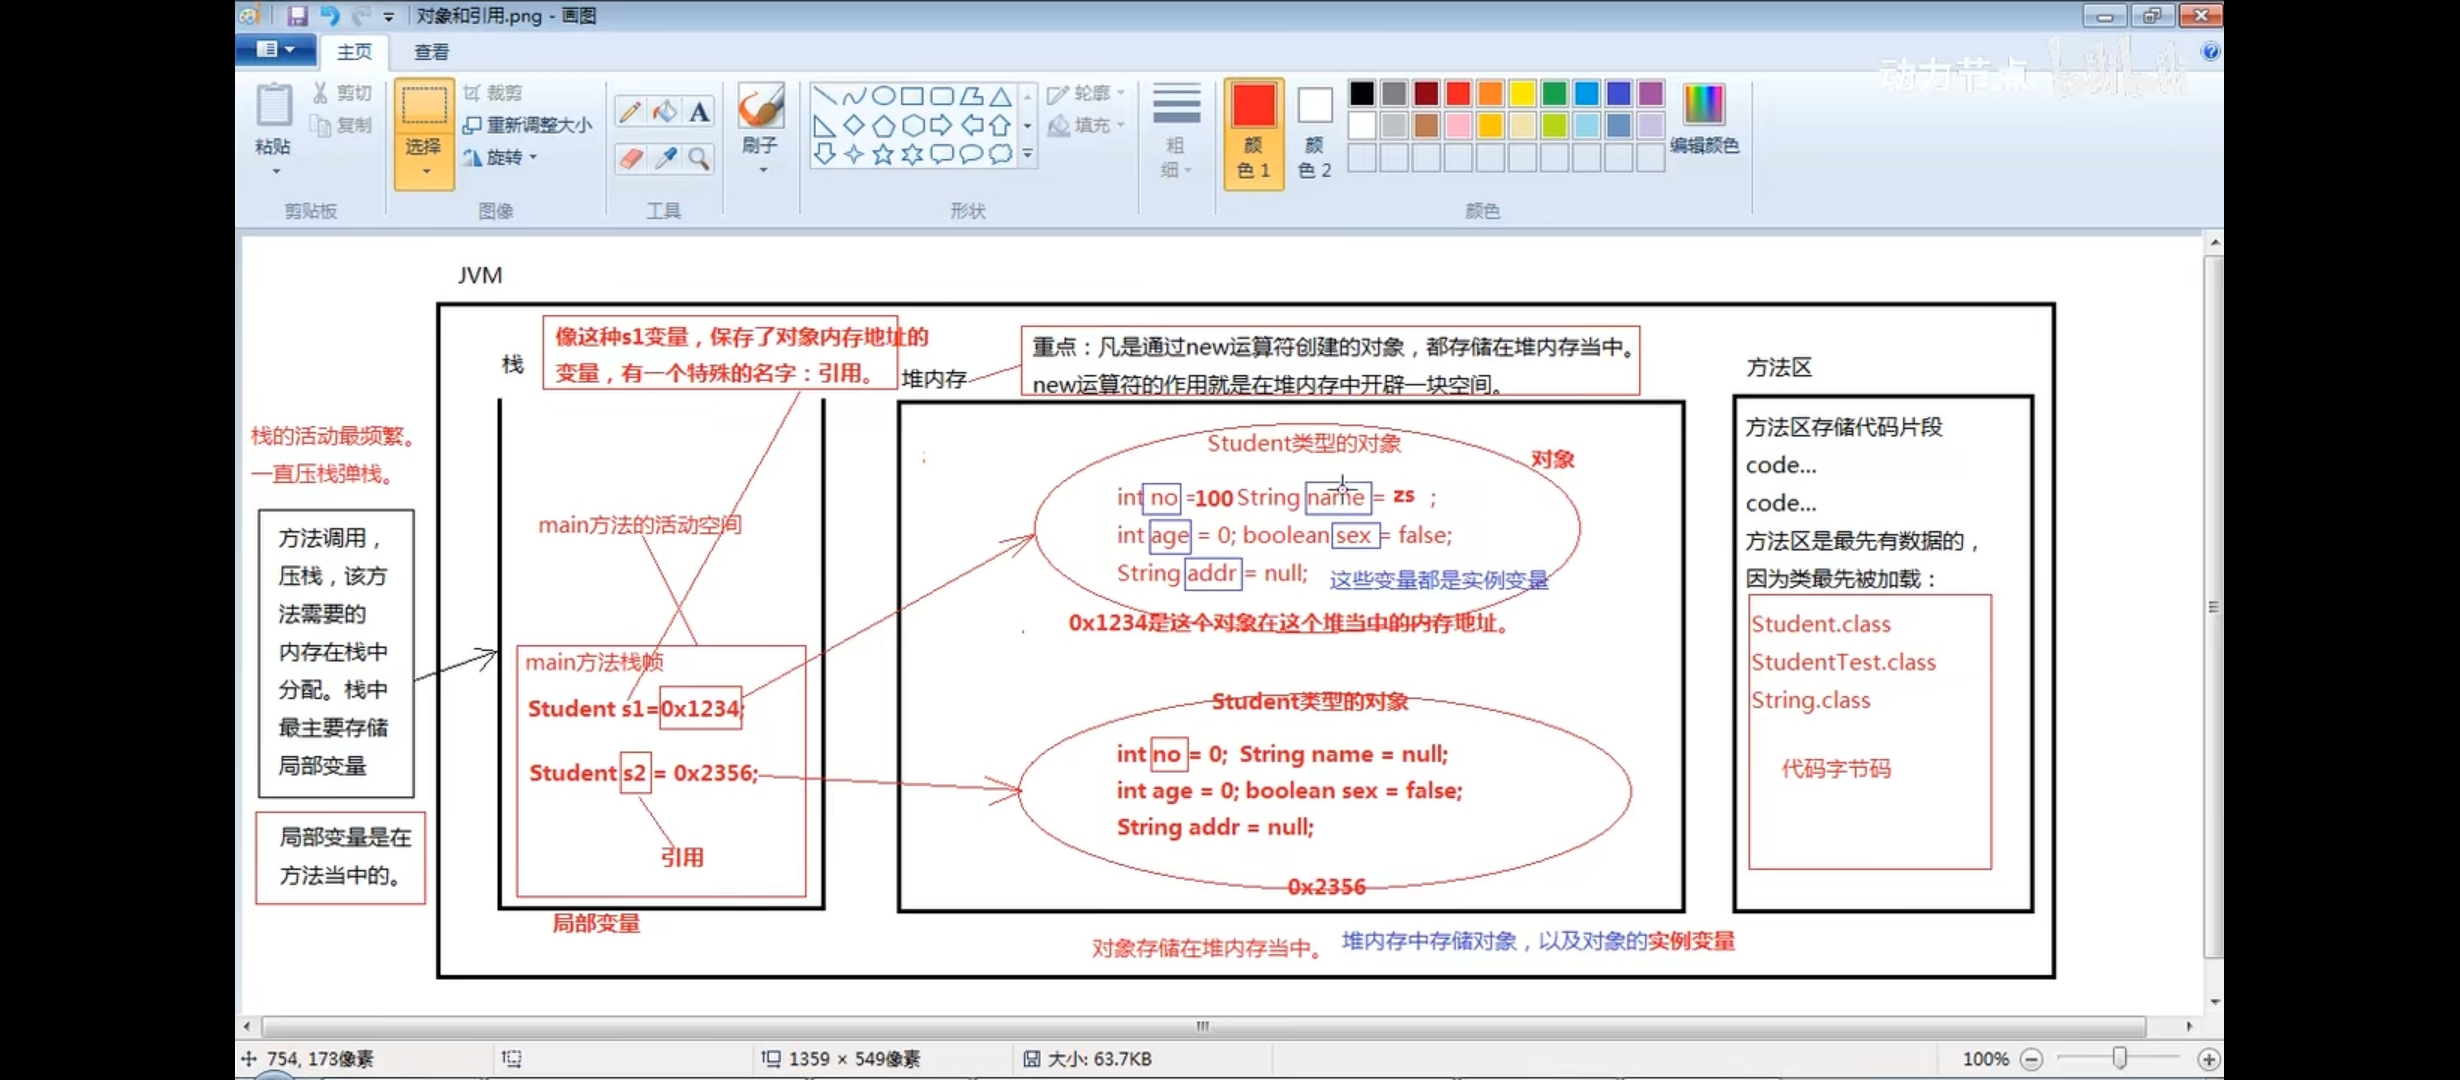 对象和引用.png - 画图
主页
查看
动力节点 bilibili
粘贴
剪切
复制
剪贴板
选择
裁剪
重新调整大小
旋转
图像
A
工具
刷子
形状
轮廓
填充
粗
细
颜
色 1
颜
色 2
编辑颜色
颜色
JVM
栈
像这种s1变量，保存了对象内存地址的
变量，有一个特殊的名字：引用。
堆内存
重点：凡是通过new运算符创建的对象，都存储在堆内存当中。
new运算符的作用就是在堆内存中开辟一块空间。
方法区
栈的活动最频繁。
一直压栈弹栈。
方法调用，
压栈，该方
法需要的
内存在栈中
分配。栈中
最主要存储
局部变量
局部变量是在
方法当中的。
main方法的活动空间
main方法栈帧
Student s1=0x1234;
Student s2 = 0x2356;
引用
局部变量
Student类型的对象
对象
int no =100 String name = zs ;
int age = 0; boolean sex = false;
String addr = null;
这些变量都是实例变量
0x1234是这个对象在这个堆当中的内存地址。
Student类型的对象
int no = 0; String name = null;
int age = 0; boolean sex = false;
String addr = null;
0x2356
对象存储在堆内存当中。
堆内存中存储对象，以及对象的实例变量
方法区存储代码片段
code...
code...
方法区是最先有数据的，
因为类最先被加载：
Student.class
StudentTest.class
String.class
代码字节码
754, 173像素
1359 × 549像素
大小: 63.7KB
100%